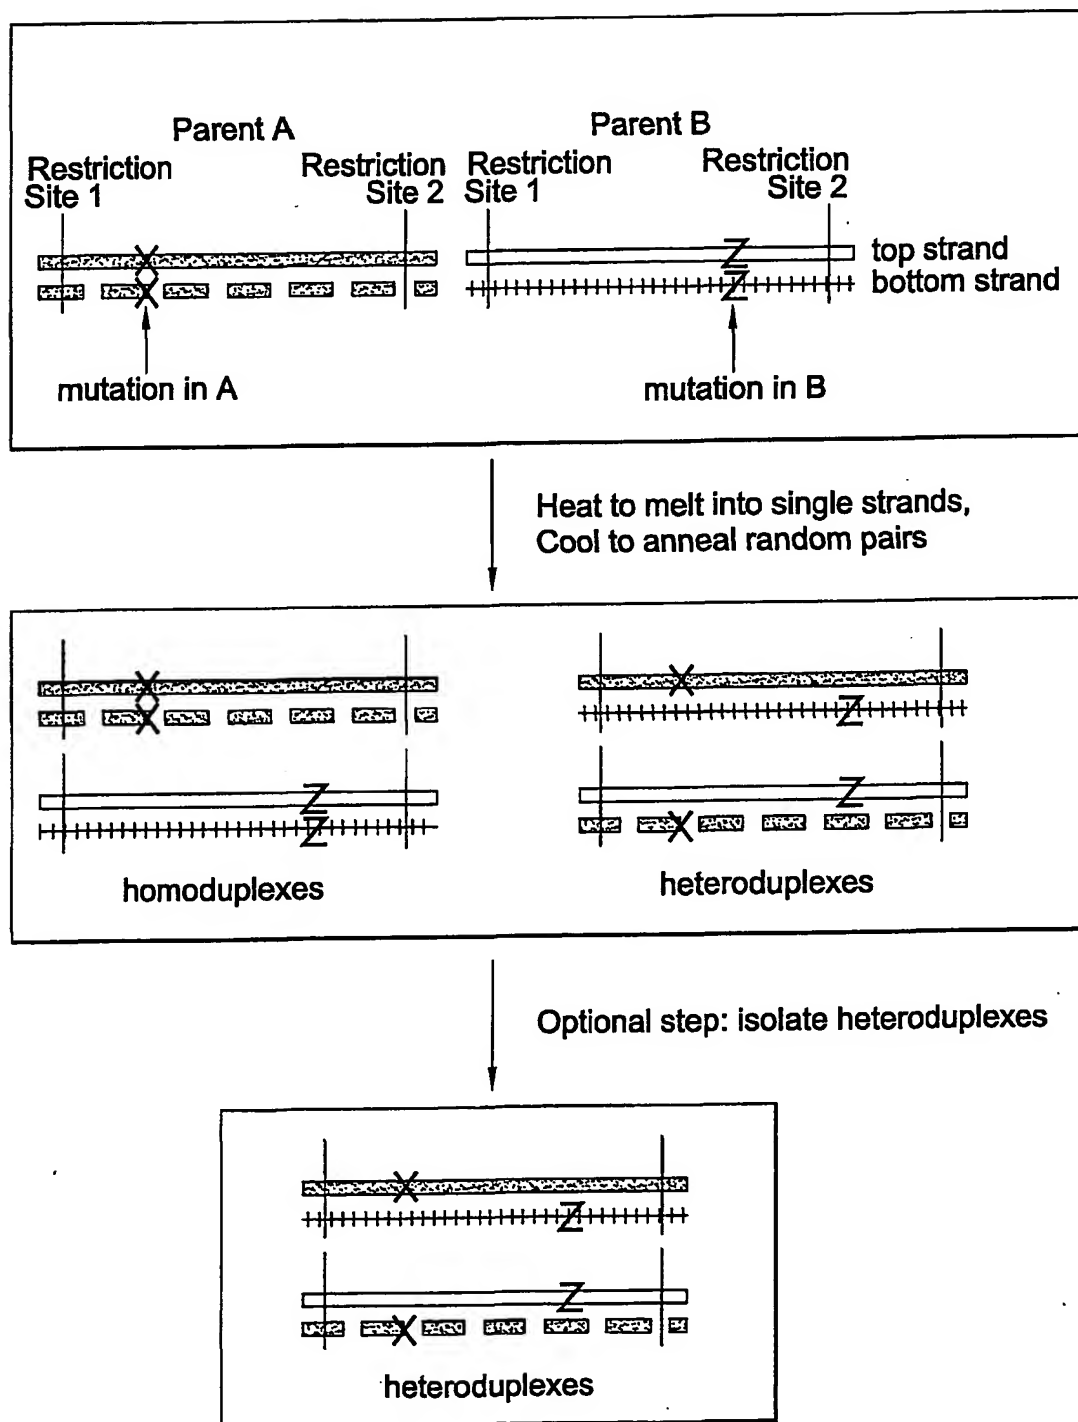 Parent A
Parent B
Restriction
Site 1
Restriction
Site 2
Restriction
Site 1
Restriction
Site 2
X
X
Z
Z
top strand
bottom strand
mutation in A
mutation in B
Heat to melt into single strands,
Cool to anneal random pairs
X
X
Z
Z
homoduplexes
X
Z
Z
X
heteroduplexes
Optional step: isolate heteroduplexes
X
Z
Z
X
heteroduplexes